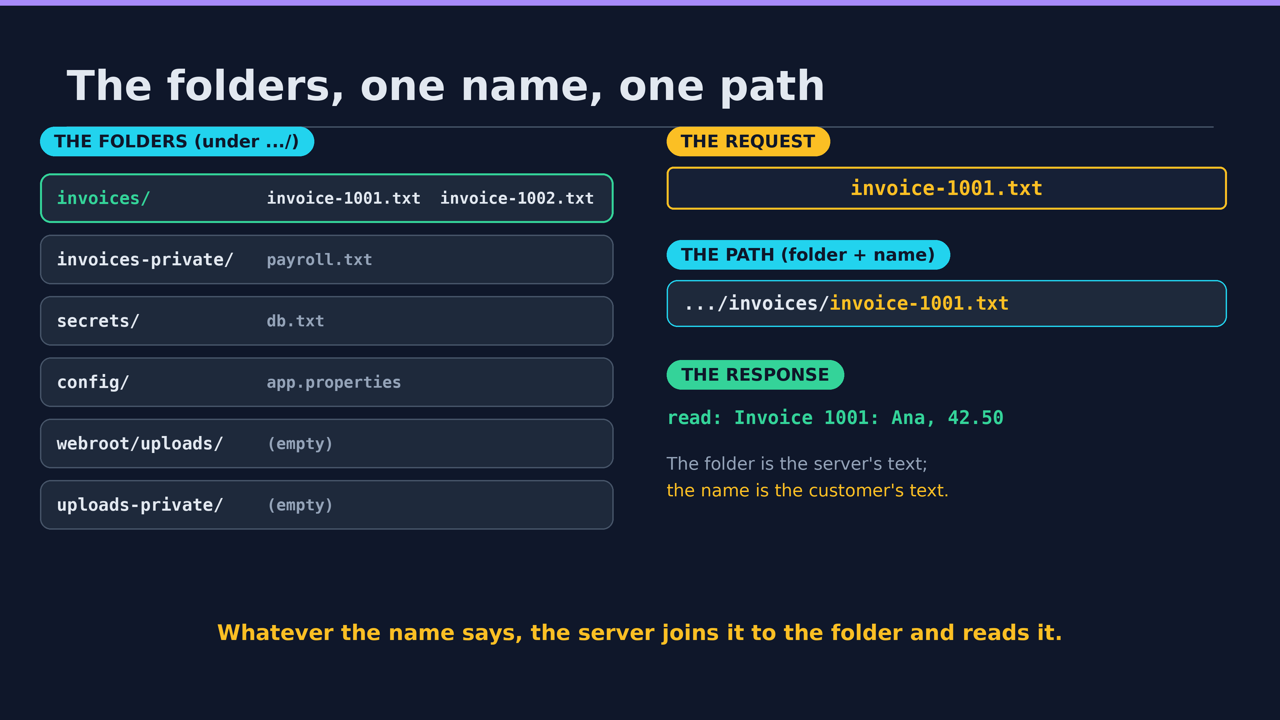 The folders, one name, one path
THE FOLDERS (under .../)
invoices/ invoice-1001.txt invoice-1002.txt
invoices-private/ payroll.txt
secrets/ db.txt
config/ app.properties
webroot/uploads/ (empty)
uploads-private/ (empty)
THE REQUEST
invoice-1001.txt
THE PATH (folder + name)
.../invoices/invoice-1001.txt
THE RESPONSE
read: Invoice 1001: Ana, 42.50
The folder is the server's text;
the name is the customer's text.
Whatever the name says, the server joins it to the folder and reads it.